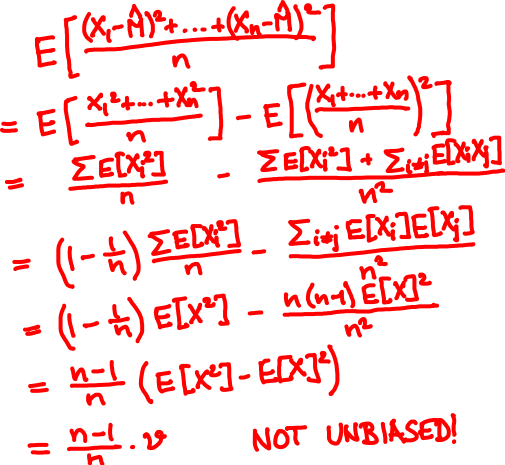 E[((X₁-M̂)²+...+(Xₙ-M̂)²)/n]
= E[(X₁²+...+Xₙ²)/n] - E[((X₁+...+Xₙ)/n)²]
= ΣE[Xᵢ²]/n - (ΣE[Xᵢ²] + Σᵢ≠ⱼE[XᵢXⱼ])/n²
= (1 - 1/n) ΣE[Xᵢ²]/n - Σᵢ≠ⱼ E[Xᵢ]E[Xⱼ]/n²
= (1 - 1/n) E[X²] - n(n-1) E[X]²/n²
= (n-1)/n (E[X²] - E[X]²)
= (n-1)/n · v NOT UNBIASED!